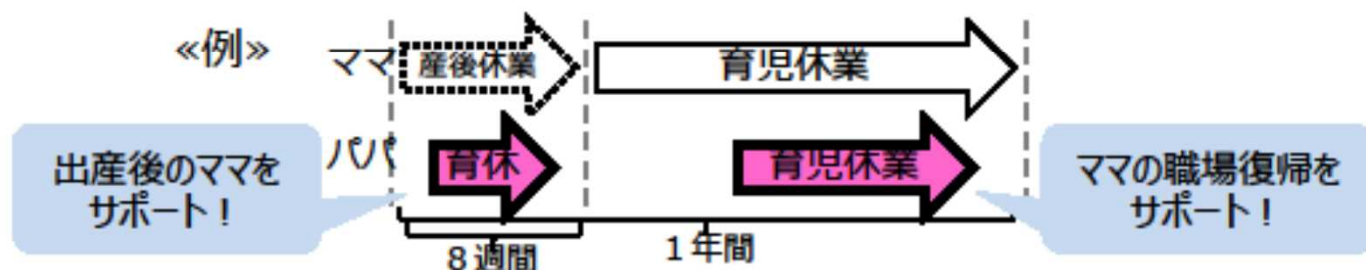 ≪例≫
ママ
産後休業
育児休業
パパ
育休
育児休業
出産後のママを
サポート！
ママの職場復帰を
サポート！
８週間
１年間